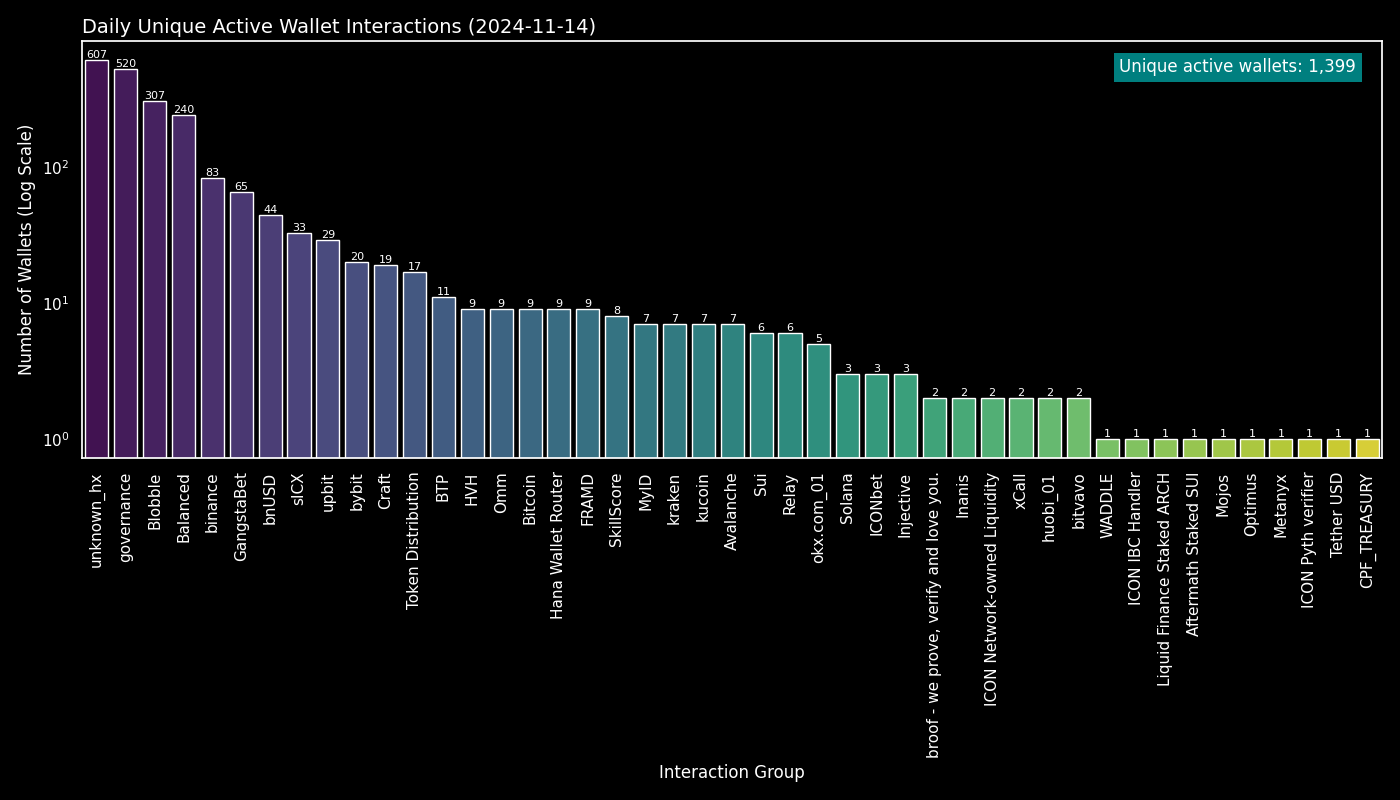 Daily Unique Active Wallet Interactions (2024-11-14)
Unique active wallets: 1,399
Number of Wallets (Log Scale)
10²
10¹
10⁰
607
520
307
240
83
65
44
33
29
20
19
17
11
9
9
9
9
9
8
7
7
7
7
6
6
5
3
3
3
2
2
2
2
2
2
1
1
1
1
1
1
1
1
1
1
unknown_hx
governance
Blobble
Balanced
binance
GangstaBet
bnUSD
sICX
upbit
bybit
Craft
Token Distribution
BTP
HVH
Omm
Bitcoin
Hana Wallet Router
FRAMD
SkillScore
MyID
kraken
kucoin
Avalanche
Sui
Relay
okx.com_01
Solana
ICONbet
Injective
broof - we prove, verify and love you.
Inanis
ICON Network-owned Liquidity
xCall
huobi_01
bitvavo
WADDLE
ICON IBC Handler
Liquid Finance Staked ARCH
Aftermath Staked SUI
Mojos
Optimus
Metanyx
ICON Pyth verifier
Tether USD
CPF_TREASURY
Interaction Group